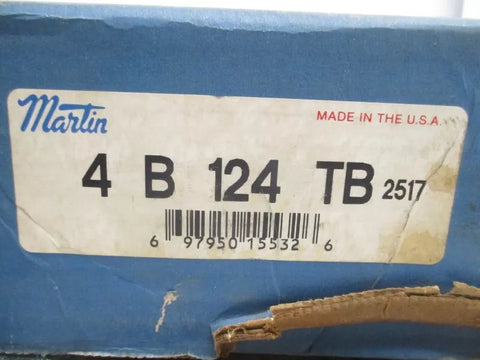 Martin
MADE IN THE U.S.A.
4 B 124 TB 2517
6 97950 15532 6